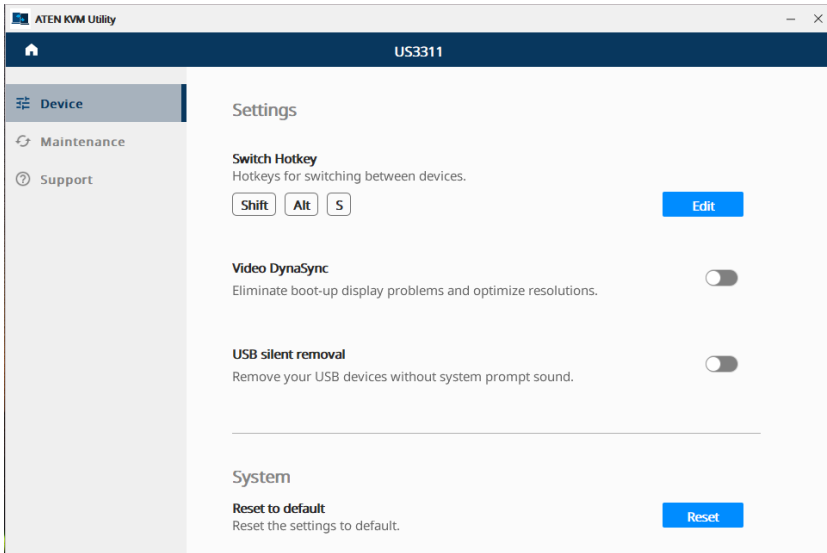 ATEN KVM Utility
US3311
Device
Maintenance
Support
Settings
Switch Hotkey
Hotkeys for switching between devices.
Shift Alt S
Edit
Video DynaSync
Eliminate boot-up display problems and optimize resolutions.
USB silent removal
Remove your USB devices without system prompt sound.
System
Reset to default
Reset the settings to default.
Reset